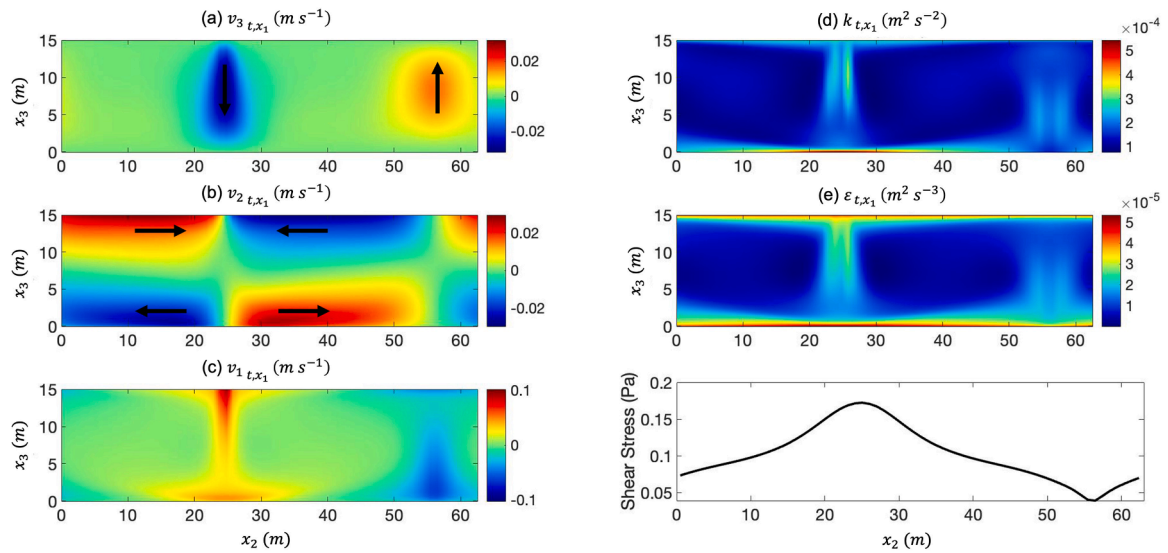 (a) v₃ t,x₁ (m s⁻¹)
x₃ (m)
15
10
5
0
0 10 20 30 40 50 60
0.02
0
-0.02
(b) v₂ t,x₁ (m s⁻¹)
x₃ (m)
15
10
5
0
0 10 20 30 40 50 60
0.02
0
-0.02
(c) v₁ t,x₁ (m s⁻¹)
x₃ (m)
15
10
5
0
0 10 20 30 40 50 60
0.1
0
-0.1
x₂ (m)
(d) k t,x₁ (m² s⁻²)
×10⁻⁴
x₃ (m)
15
10
5
0
0 10 20 30 40 50 60
5
4
3
2
1
(e) ε t,x₁ (m² s⁻³)
×10⁻⁵
x₃ (m)
15
10
5
0
0 10 20 30 40 50 60
5
4
3
2
1
Shear Stress (Pa)
0.2
0.15
0.1
0.05
0 10 20 30 40 50 60
x₂ (m)